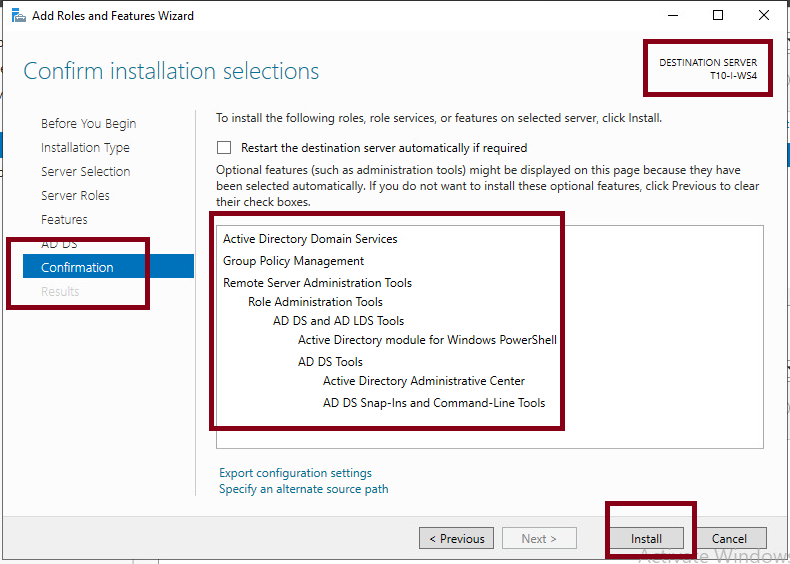 Add Roles and Features Wizard
Confirm installation selections
DESTINATION SERVER
T10-I-WS4
Before You Begin
Installation Type
Server Selection
Server Roles
Features
AD DS
Confirmation
Results
To install the following roles, role services, or features on selected server, click Install.
Restart the destination server automatically if required
Optional features (such as administration tools) might be displayed on this page because they have
been selected automatically. If you do not want to install these optional features, click Previous to clear
their check boxes.
Active Directory Domain Services
Group Policy Management
Remote Server Administration Tools
Role Administration Tools
AD DS and AD LDS Tools
Active Directory module for Windows PowerShell
AD DS Tools
Active Directory Administrative Center
AD DS Snap-Ins and Command-Line Tools
Export configuration settings
Specify an alternate source path
< Previous
Next >
Install
Cancel
Activate Windows